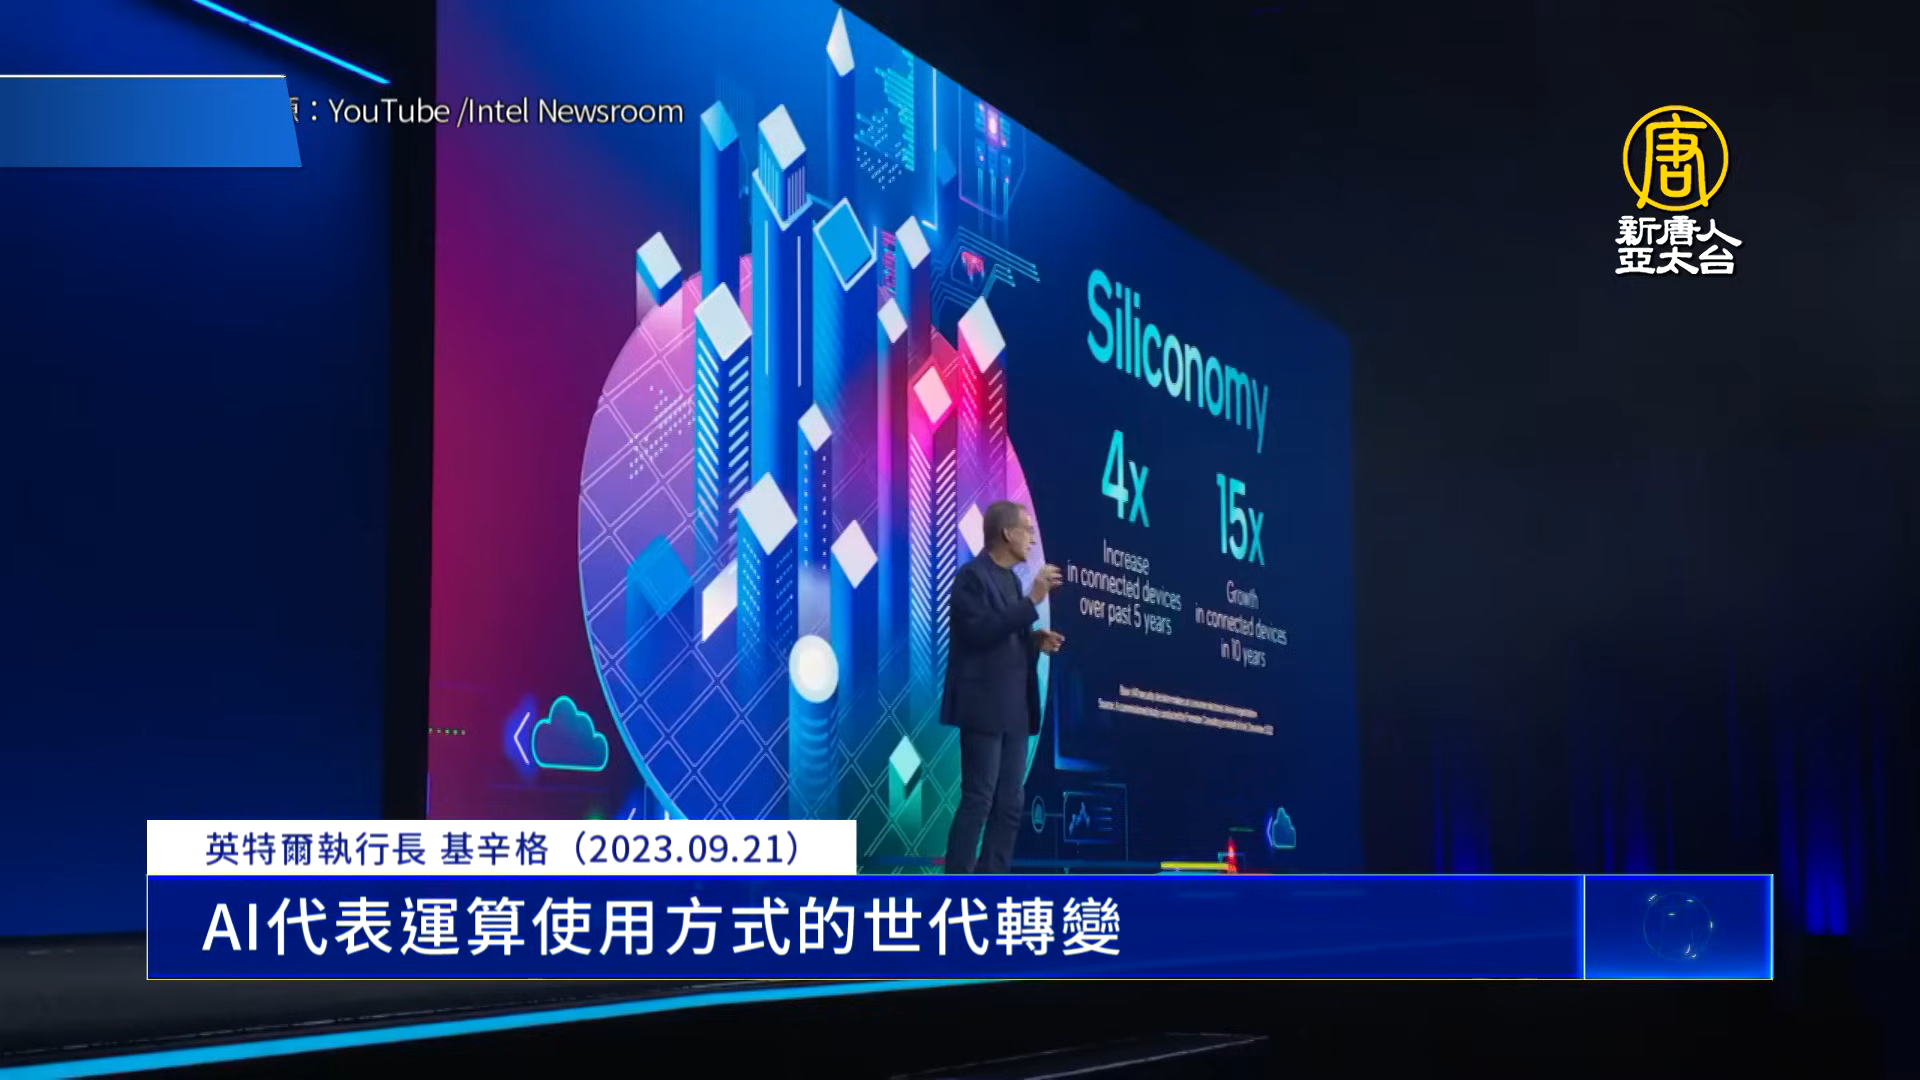 源：YouTube /Intel Newsroom
唐
新唐人
亞太台
Siliconomy
4x
Increase
in connected devices
over past 5 years
15x
Growth
in connected devices
in 10 years
英特爾執行長 基辛格（2023.09.21）
AI代表運算使用方式的世代轉變